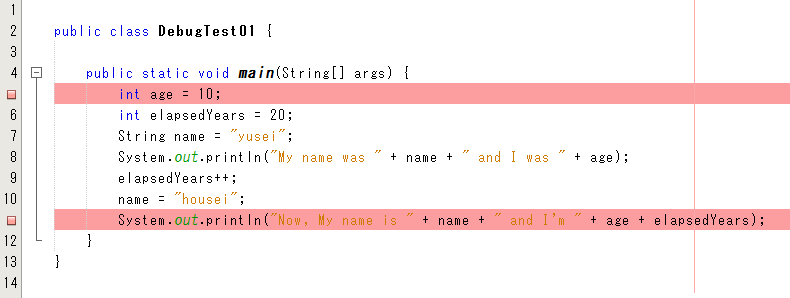 1
2 public class DebugTest01 {
3
4 public static void main(String[] args) {
int age = 10;
6 int elapsedYears = 20;
7 String name = "yusei";
8 System.out.println("My name was " + name + " and I was " + age);
9 elapsedYears++;
10 name = "housei";
System.out.println("Now, My name is " + name + " and I'm " + age + elapsedYears);
12 }
13 }
14